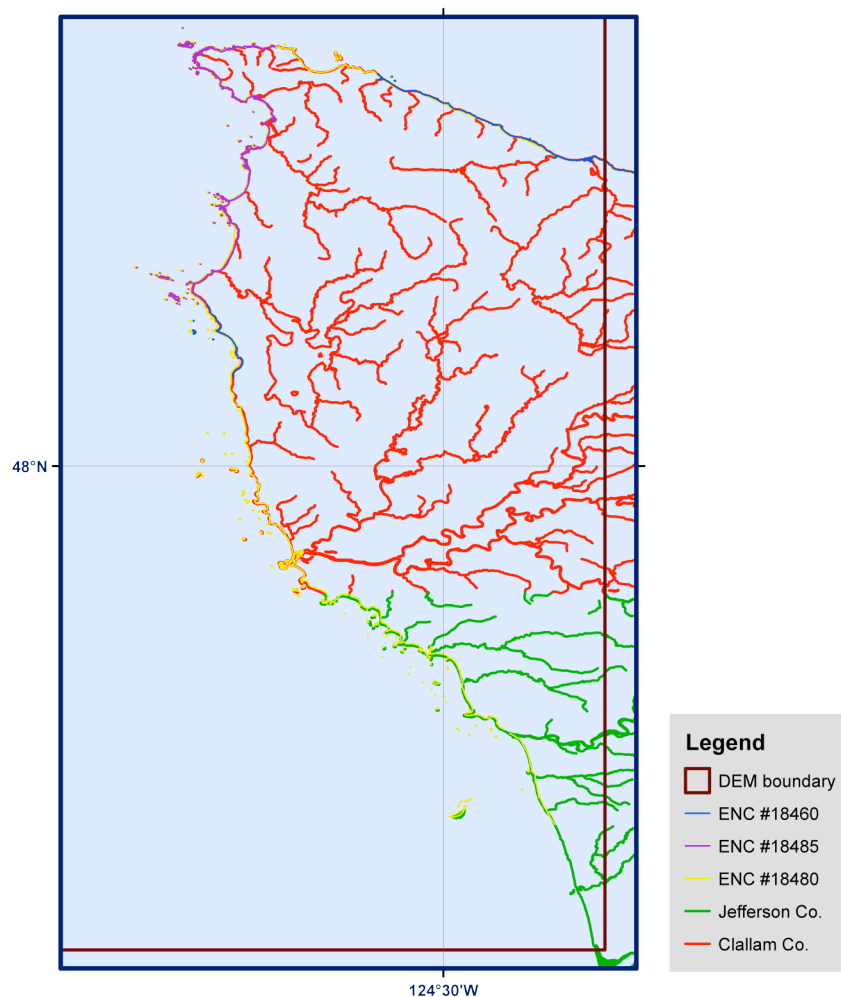 48°N
124°30'W
Legend
DEM boundary
ENC #18460
ENC #18485
ENC #18480
Jefferson Co.
Clallam Co.